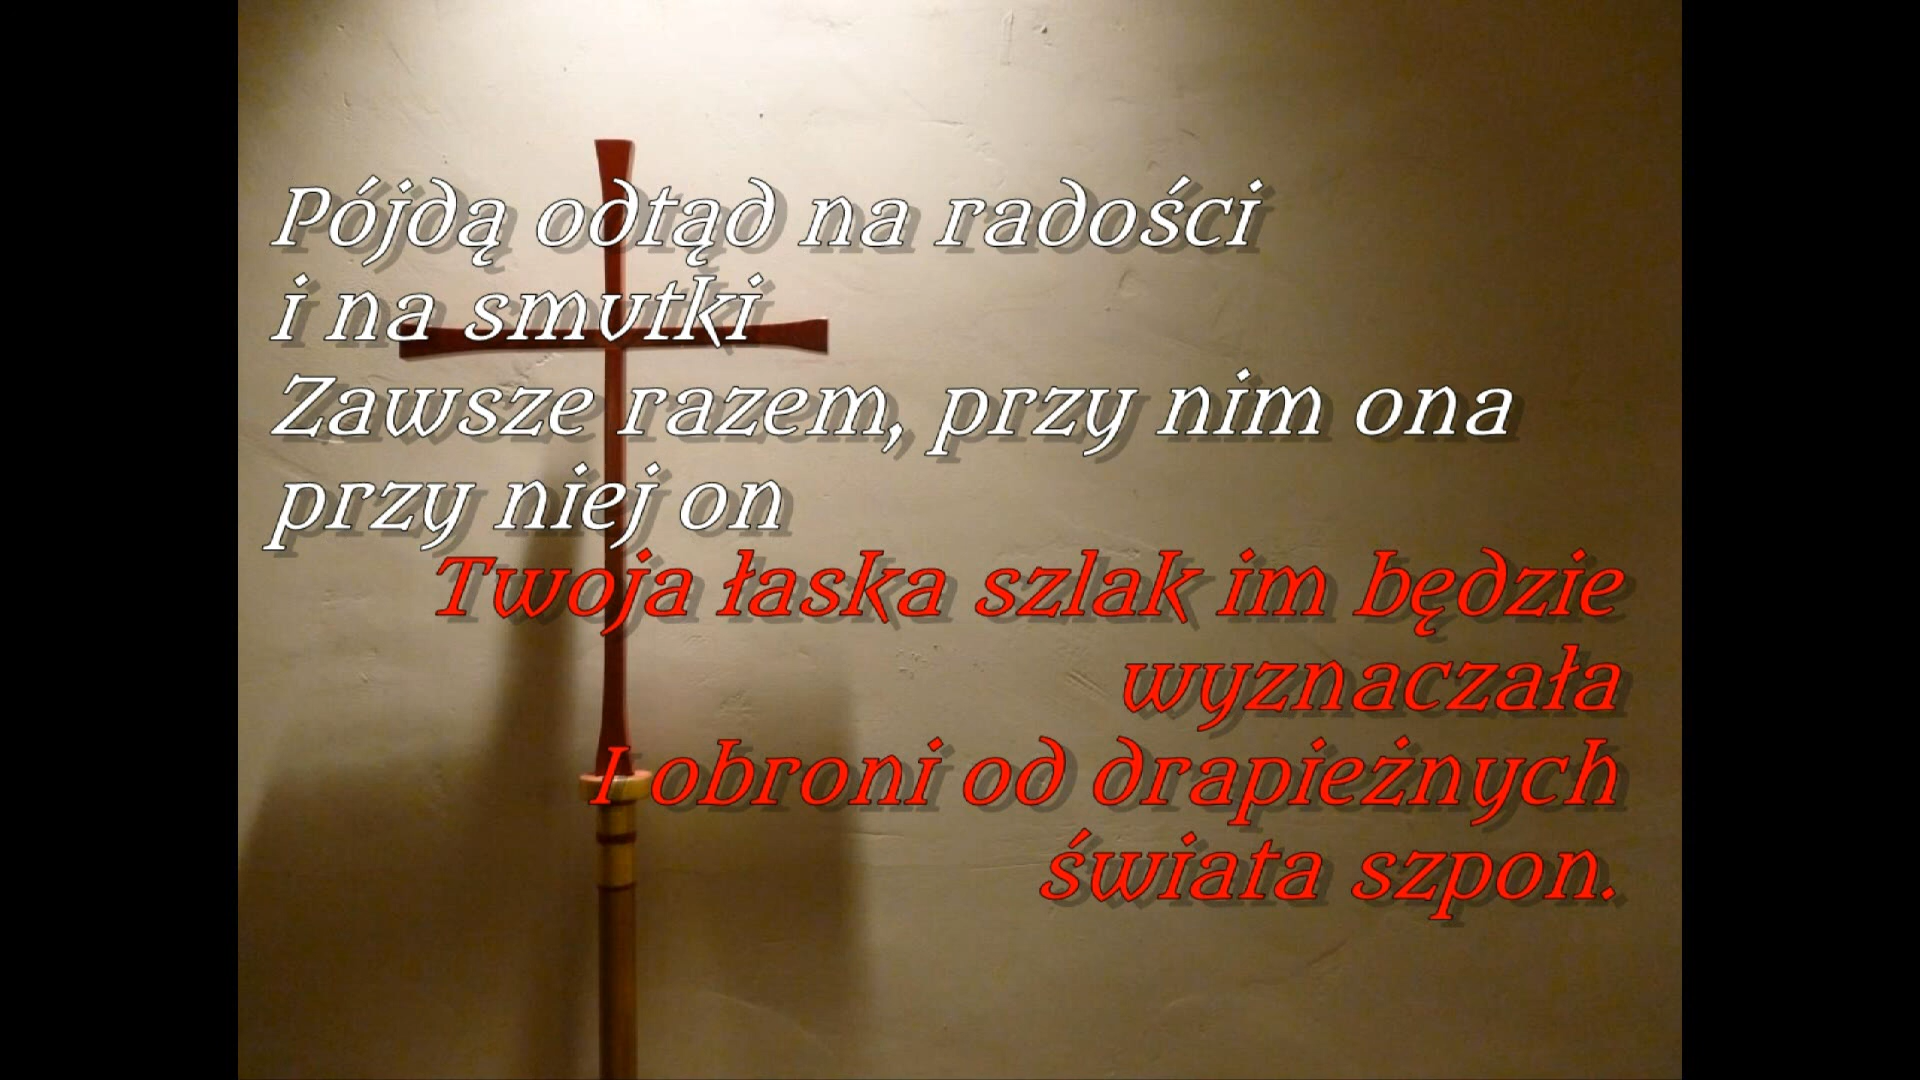 Pójdą odtąd na radości
i na smutki
Zawsze razem, przy nim ona
przy niej on
Twoja łaska szlak im będzie
wyznaczała
I obroni od drapieżnych
świata szpon.